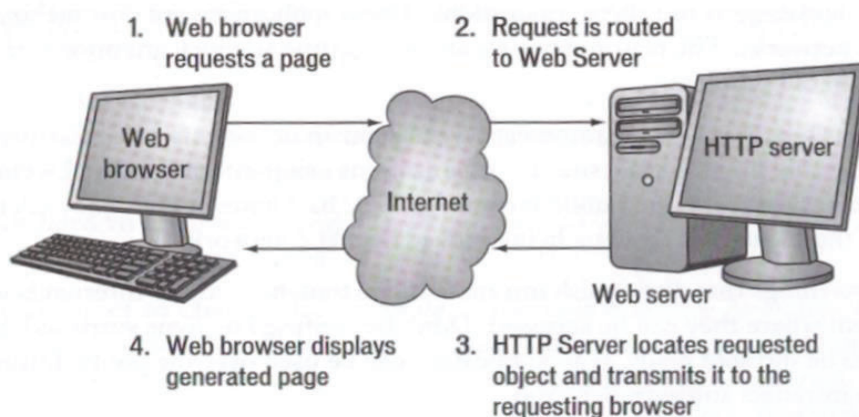 1. Web browser
requests a page
2. Request is routed
to Web Server
Web
browser
Internet
HTTP server
Web server
4. Web browser displays
generated page
3. HTTP Server locates requested
object and transmits it to the
requesting browser